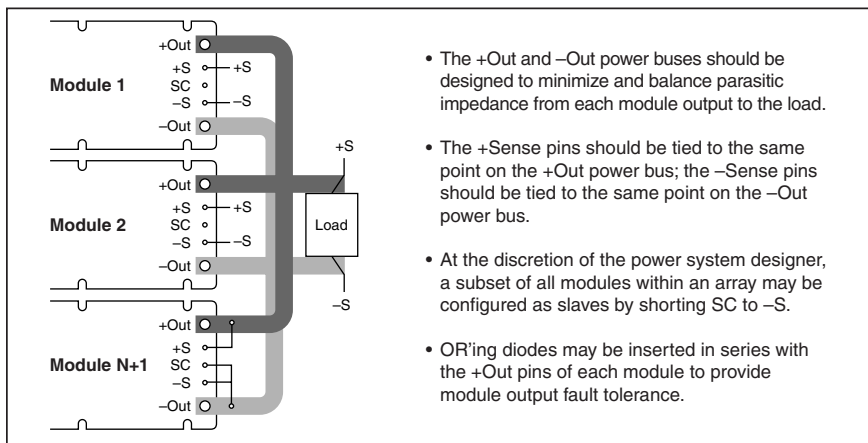 +Out
+S +S
Module 1 SC
–S –S
–Out
+S
+Out
+S +S
Module 2 SC
Load
–S –S
–Out
–S
+Out
+S
Module N+1 SC
–S
–Out
• The +Out and –Out power buses should be
designed to minimize and balance parasitic
impedance from each module output to the load.
• The +Sense pins should be tied to the same
point on the +Out power bus; the –Sense pins
should be tied to the same point on the –Out
power bus.
• At the discretion of the power system designer,
a subset of all modules within an array may be
configured as slaves by shorting SC to –S.
• OR'ing diodes may be inserted in series with
the +Out pins of each module to provide
module output fault tolerance.